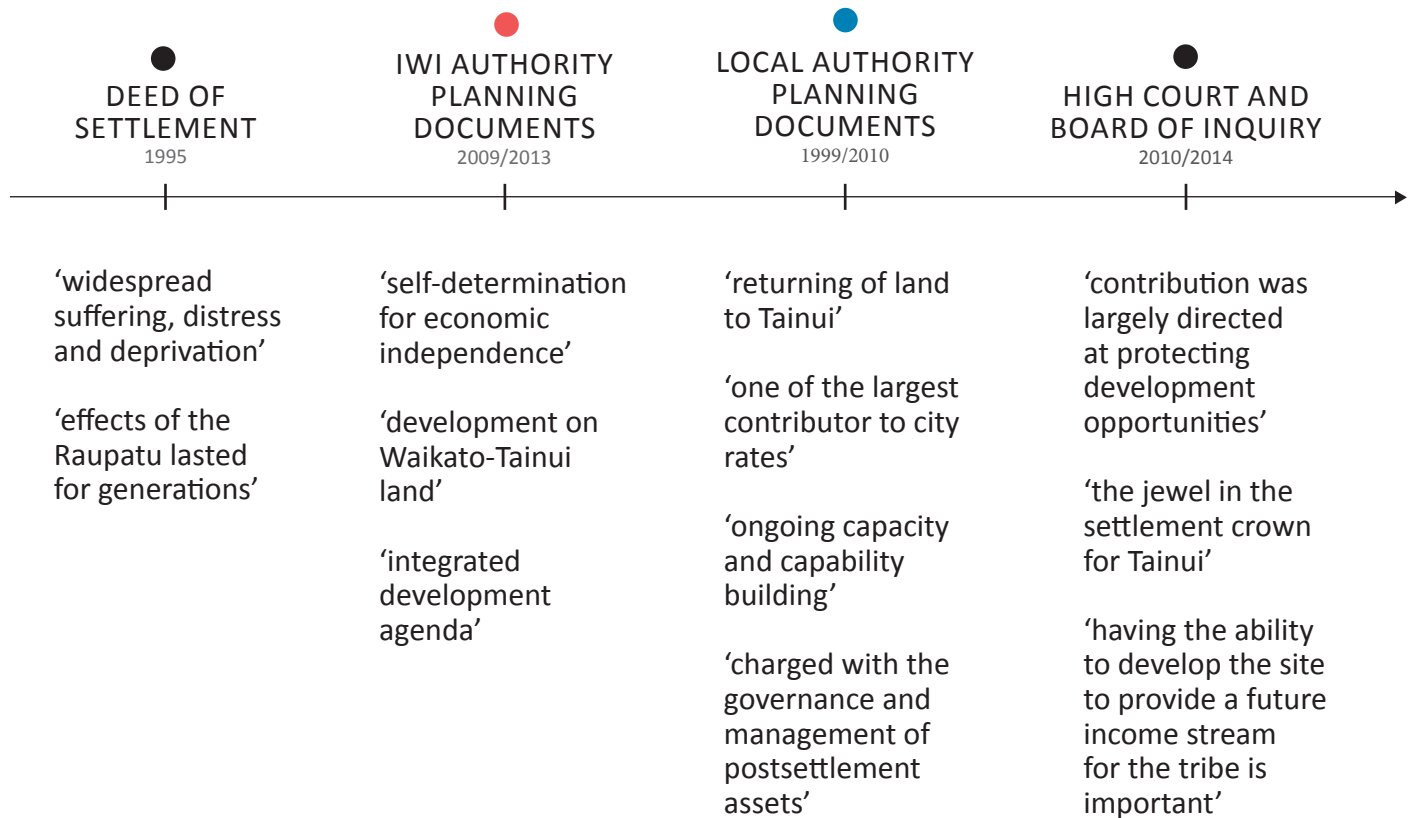 DEED OF
SETTLEMENT
1995
IWI AUTHORITY
PLANNING
DOCUMENTS
2009/2013
LOCAL AUTHORITY
PLANNING
DOCUMENTS
1999/2010
HIGH COURT AND
BOARD OF INQUIRY
2010/2014
‘widespread
suffering, distress
and deprivation’
‘effects of the
Raupatu lasted
for generations’
‘self-determination
for economic
independence’
‘development on
Waikato-Tainui
land’
‘integrated
development
agenda’
‘returning of land
to Tainui’
‘one of the largest
contributor to city
rates’
‘ongoing capacity
and capability
building’
‘charged with the
governance and
management of
postsettlement
assets’
‘contribution was
largely directed
at protecting
development
opportunities’
‘the jewel in the
settlement crown
for Tainui’
‘having the ability
to develop the site
to provide a future
income stream
for the tribe is
important’